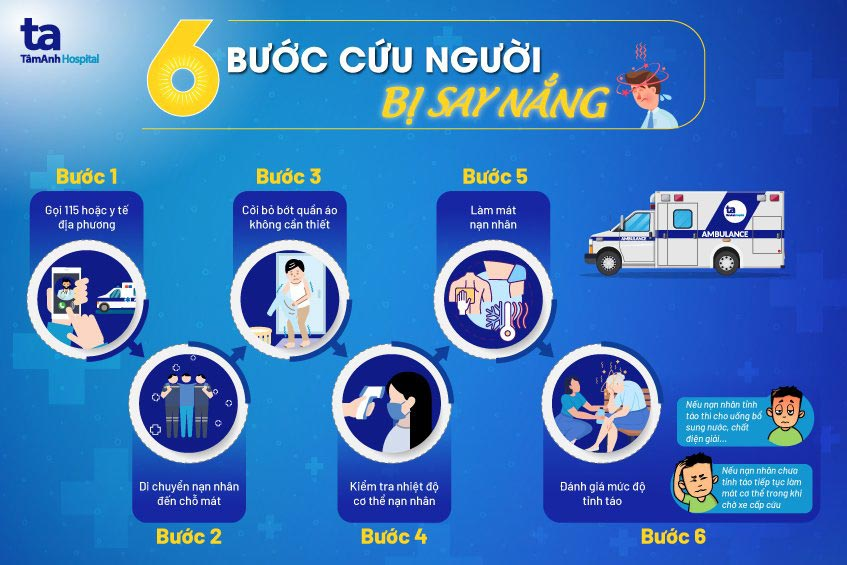 ta
TâmAnh Hospital
6 BƯỚC CỨU NGƯỜI
BỊ SAY NẮNG
Bước 1
Gọi 115 hoặc y tế
địa phương
Bước 2
Di chuyển nạn nhân
đến chỗ mát
Bước 3
Cởi bỏ bớt quần áo
không cần thiết
Bước 4
Kiểm tra nhiệt độ
cơ thể nạn nhân
Bước 5
Làm mát
nạn nhân
Bước 6
Đánh giá mức độ
tỉnh táo
Nếu nạn nhân tỉnh
táo thì cho uống bổ
sung nước, chất
điện giải...
Nếu nạn nhân chưa
tỉnh táo tiếp tục làm
mát cơ thể trong khi
chờ xe cấp cứu
ta
AMBULANCE
AMBULANCE